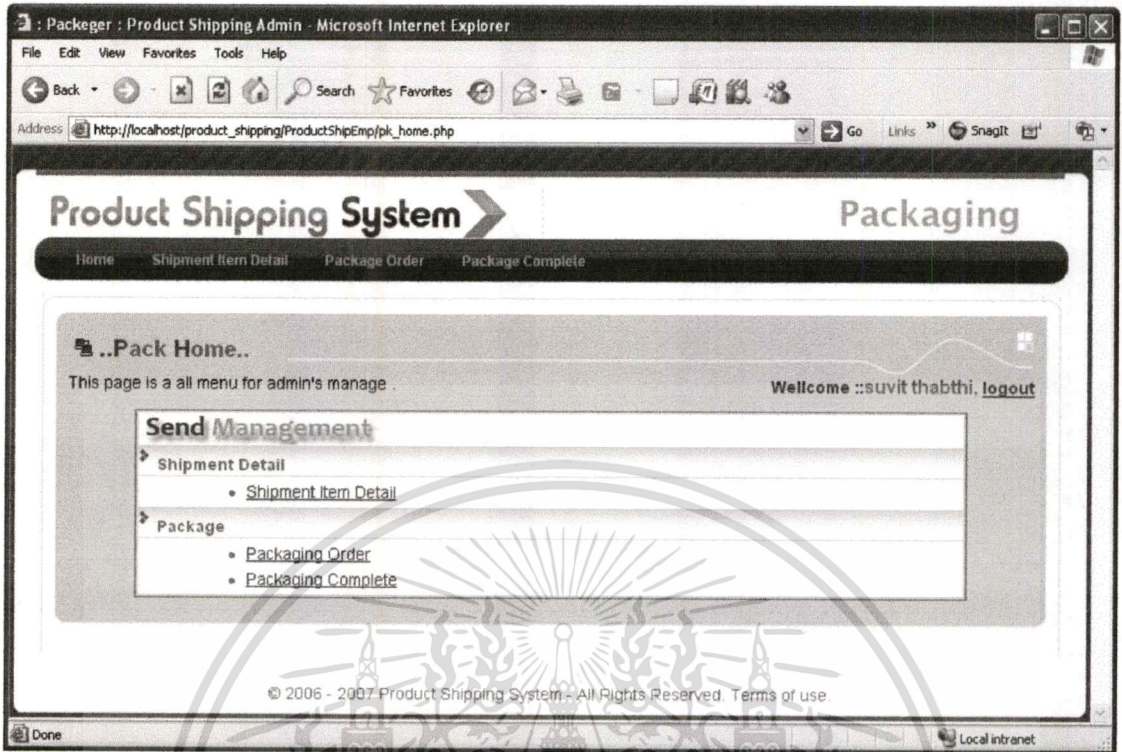 : Packeger : Product Shipping Admin - Microsoft Internet Explorer
File Edit View Favorites Tools Help
Back Search Favorites
Address http://localhost/product_shipping/ProductShipEmp/pk_home.php Go Links » SnagIt
Product Shipping System Packaging
Home Shipment Item Detail Package Order Package Complete
..Pack Home..
This page is a all menu for admin's manage .
Wellcome ::suvit thabthi, logout
Send Management
Shipment Detail
• Shipment Item Detail
Package
• Packaging Order
• Packaging Complete
© 2006 - 2007 Product Shipping System - All Rights Reserved. Terms of use.
Done Local intranet